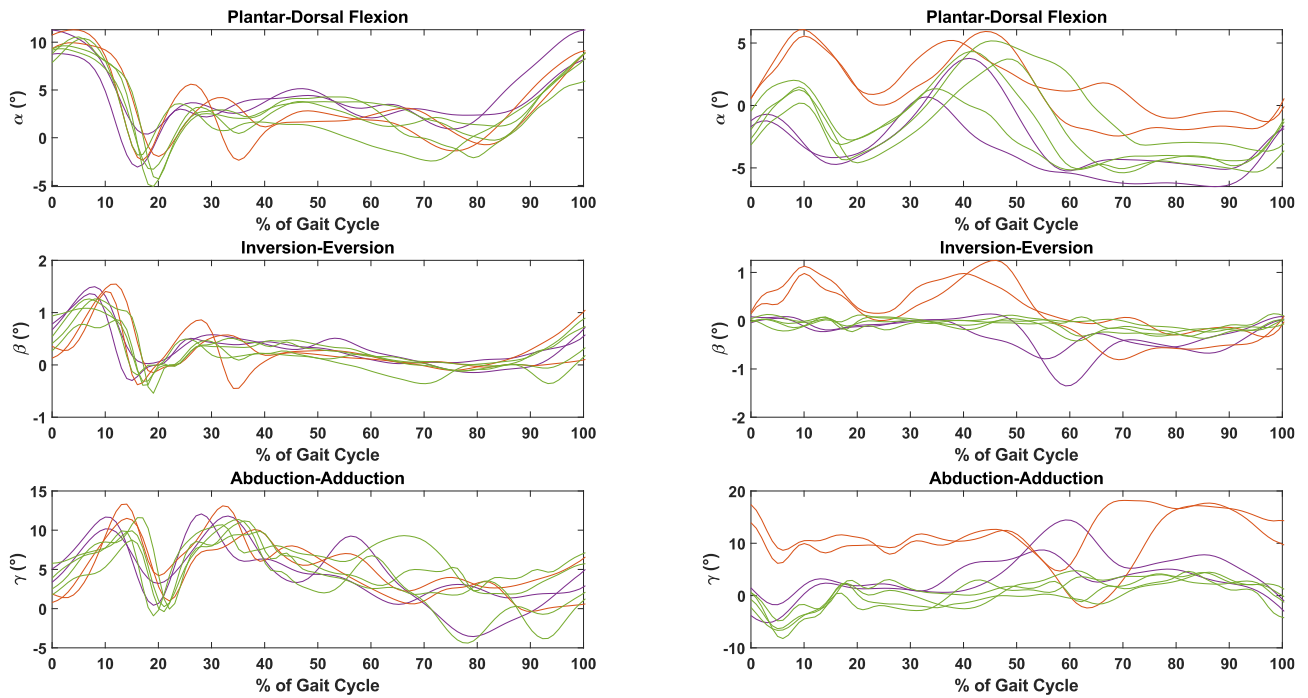 Plantar-Dorsal Flexion
10
5
0
-5
α (°)
0 10 20 30 40 50 60 70 80 90 100
% of Gait Cycle
Inversion-Eversion
2
1
0
-1
β (°)
0 10 20 30 40 50 60 70 80 90 100
% of Gait Cycle
Abduction-Adduction
15
10
5
0
-5
γ (°)
0 10 20 30 40 50 60 70 80 90 100
% of Gait Cycle
Plantar-Dorsal Flexion
5
0
-5
α (°)
0 10 20 30 40 50 60 70 80 90 100
% of Gait Cycle
Inversion-Eversion
1
0
-1
-2
β (°)
0 10 20 30 40 50 60 70 80 90 100
% of Gait Cycle
Abduction-Adduction
20
10
0
-10
γ (°)
0 10 20 30 40 50 60 70 80 90 100
% of Gait Cycle